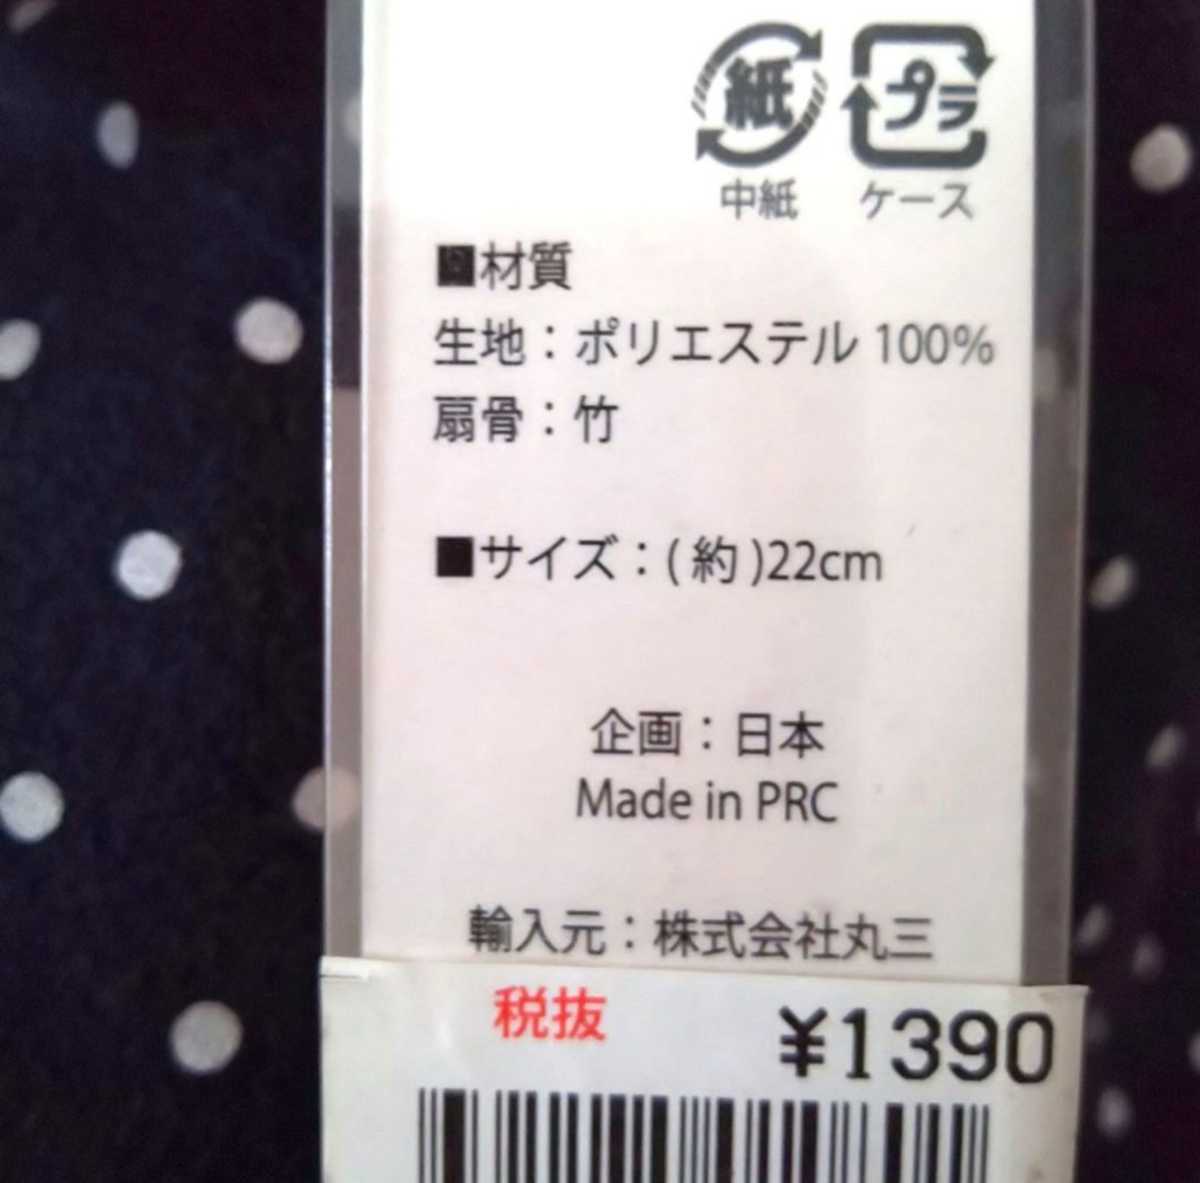 紙 プラ
中紙 ケース
■材質
生地：ポリエステル 100%
扇骨：竹
■サイズ：(約)22cm
企画：日本
Made in PRC
輸入元：株式会社丸三
税抜 ¥1390